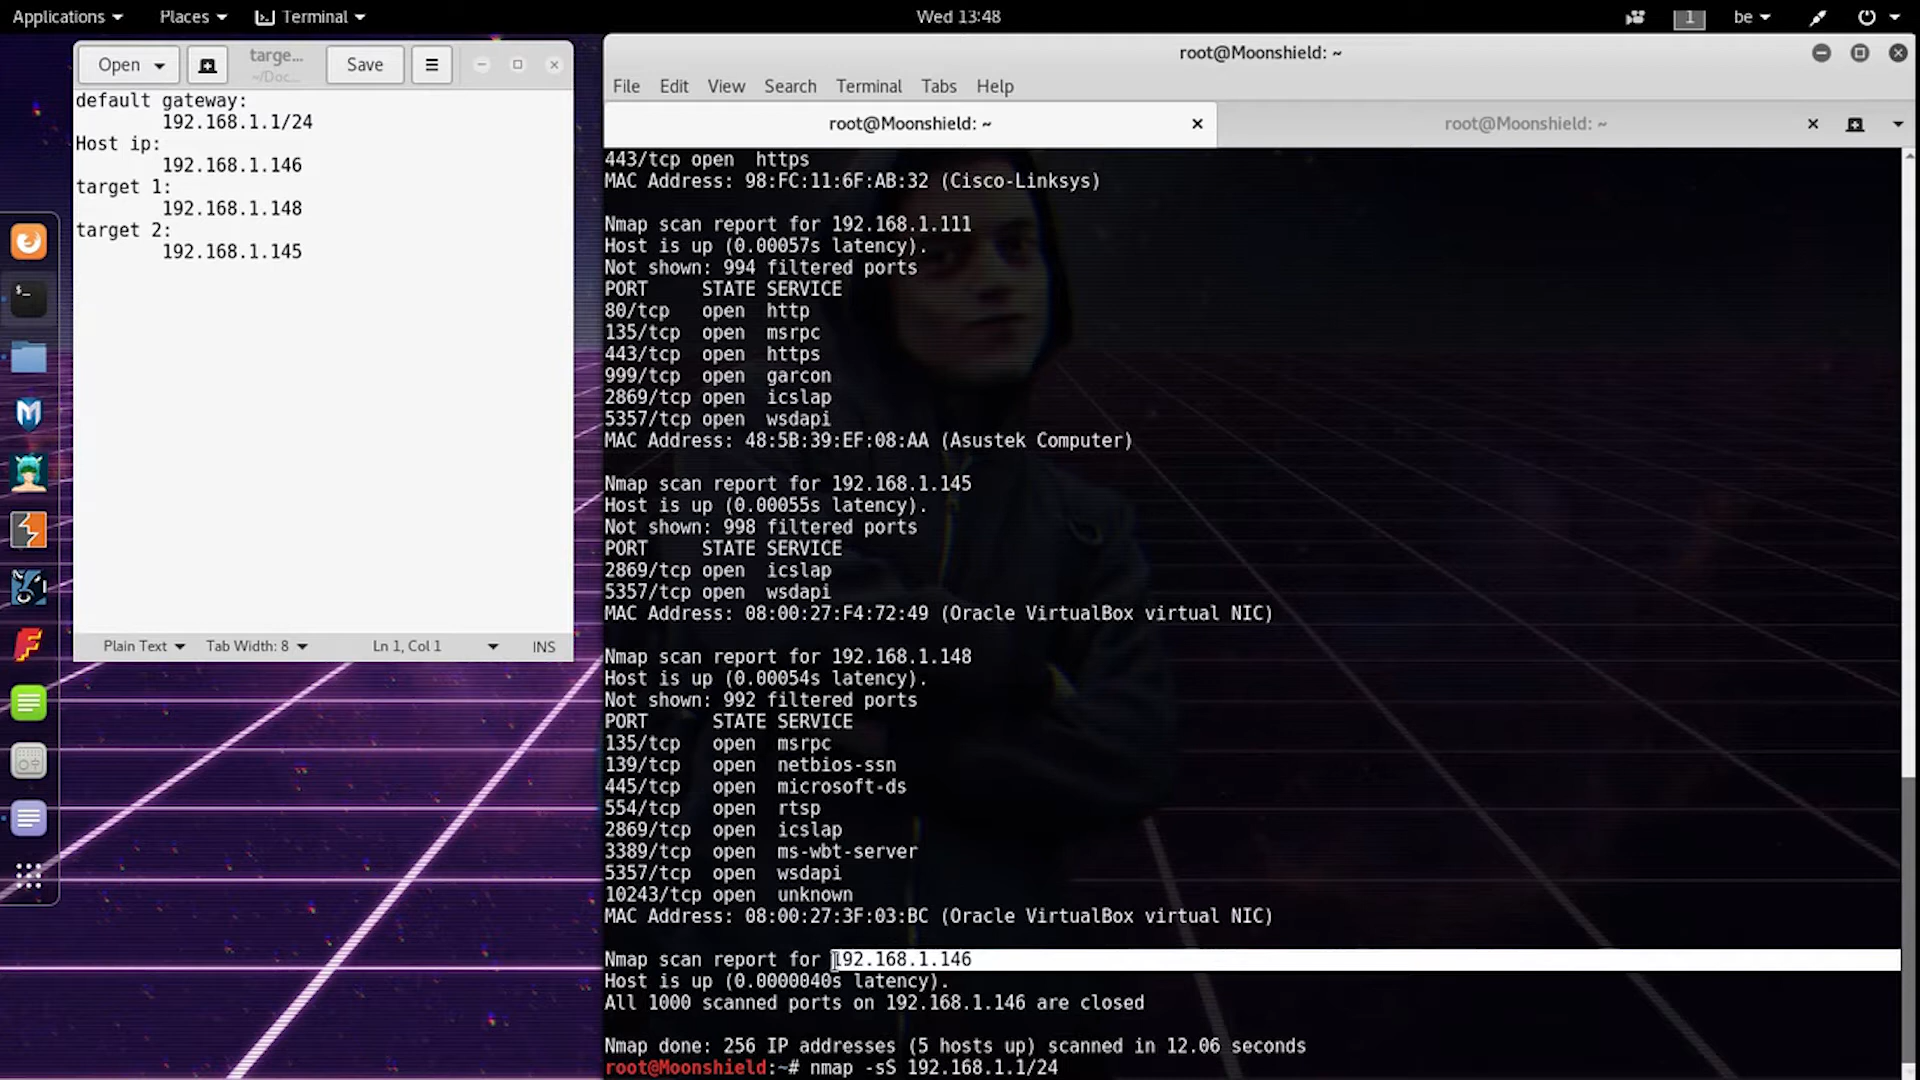 Applications
Places
Terminal
Wed 13:48
1
be
Open
targe...
~/Doc...
Save
default gateway:
192.168.1.1/24
Host ip:
192.168.1.146
target 1:
192.168.1.148
target 2:
192.168.1.145
Plain Text
Tab Width: 8
Ln 1, Col 1
INS
root@Moonshield: ~
File Edit View Search Terminal Tabs Help
root@Moonshield: ~
root@Moonshield: ~
443/tcp open https
MAC Address: 98:FC:11:6F:AB:32 (Cisco-Linksys)
Nmap scan report for 192.168.1.111
Host is up (0.00057s latency).
Not shown: 994 filtered ports
PORT STATE SERVICE
80/tcp open http
135/tcp open msrpc
443/tcp open https
999/tcp open garcon
2869/tcp open icslap
5357/tcp open wsdapi
MAC Address: 48:5B:39:EF:08:AA (Asustek Computer)
Nmap scan report for 192.168.1.145
Host is up (0.00055s latency).
Not shown: 998 filtered ports
PORT STATE SERVICE
2869/tcp open icslap
5357/tcp open wsdapi
MAC Address: 08:00:27:F4:72:49 (Oracle VirtualBox virtual NIC)
Nmap scan report for 192.168.1.148
Host is up (0.00054s latency).
Not shown: 992 filtered ports
PORT STATE SERVICE
135/tcp open msrpc
139/tcp open netbios-ssn
445/tcp open microsoft-ds
554/tcp open rtsp
2869/tcp open icslap
3389/tcp open ms-wbt-server
5357/tcp open wsdapi
10243/tcp open unknown
MAC Address: 08:00:27:3F:03:BC (Oracle VirtualBox virtual NIC)
Nmap scan report for 192.168.1.146
Host is up (0.0000040s latency).
All 1000 scanned ports on 192.168.1.146 are closed
Nmap done: 256 IP addresses (5 hosts up) scanned in 12.06 seconds
root@Moonshield:~# nmap -sS 192.168.1.1/24